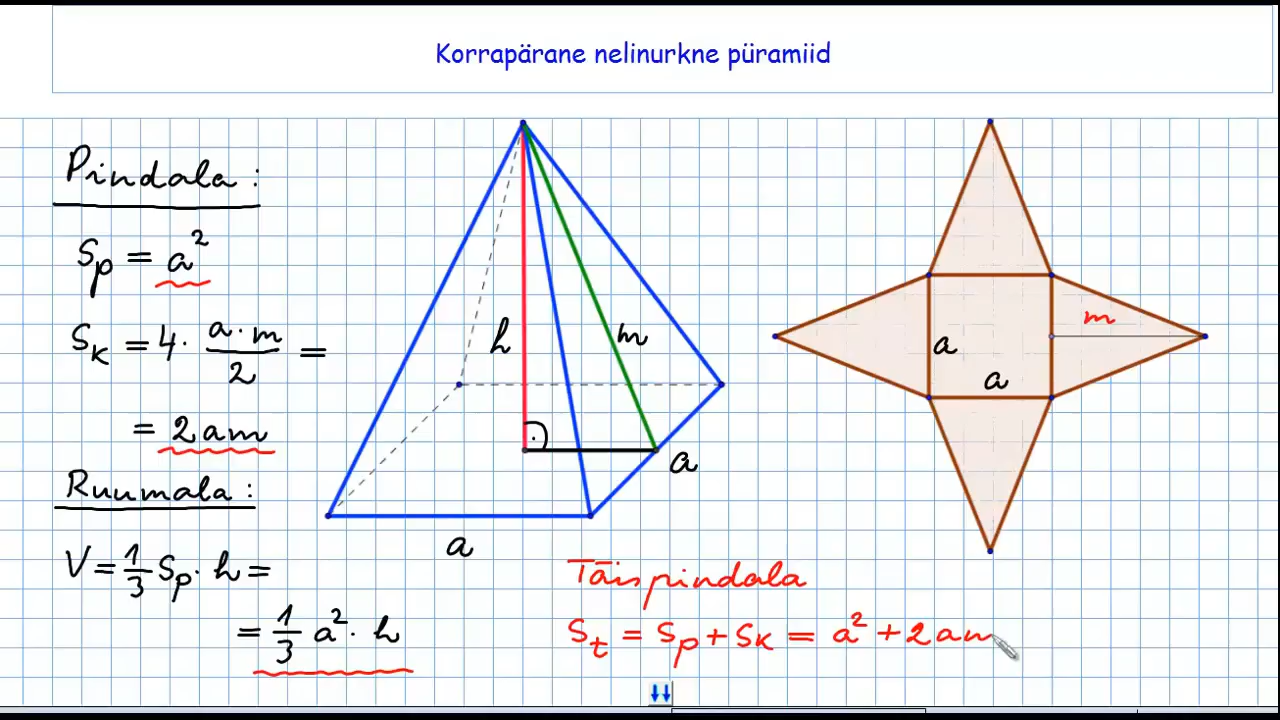 Korrapärane nelinurkne püramiid
Pindala:
Sp = a²
Sk = 4 · a·m/2 =
= 2am
Ruumala:
V = 1/3 Sp · h =
= 1/3 a² · h
h
m
a
a
Täispindala
St = Sp + Sk = a² + 2am
m
a
a